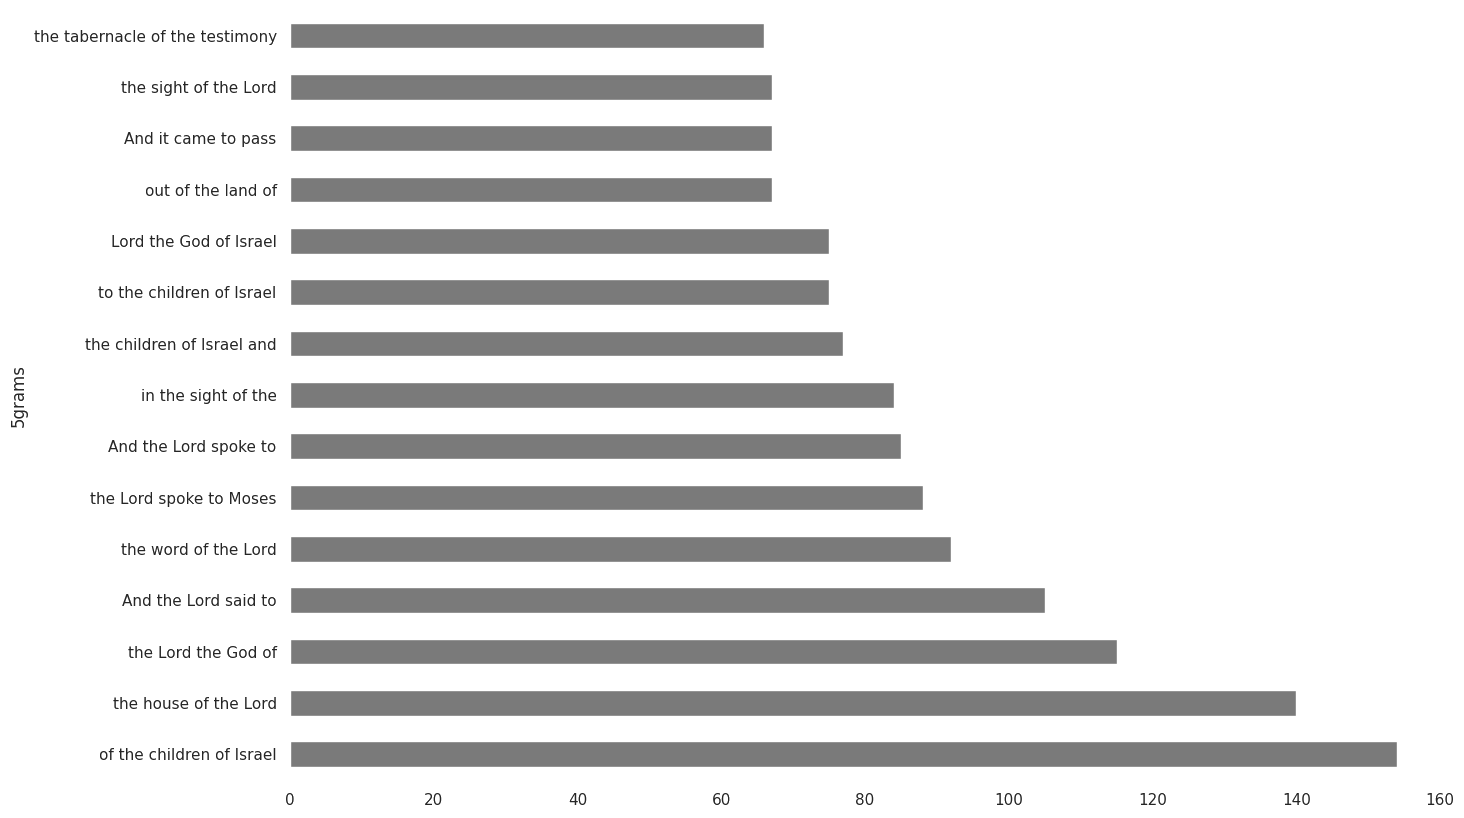 the tabernacle of the testimony
the sight of the Lord
And it came to pass
out of the land of
Lord the God of Israel
to the children of Israel
the children of Israel and
in the sight of the
And the Lord spoke to
the Lord spoke to Moses
the word of the Lord
And the Lord said to
the Lord the God of
the house of the Lord
of the children of Israel
5grams
0 20 40 60 80 100 120 140 160